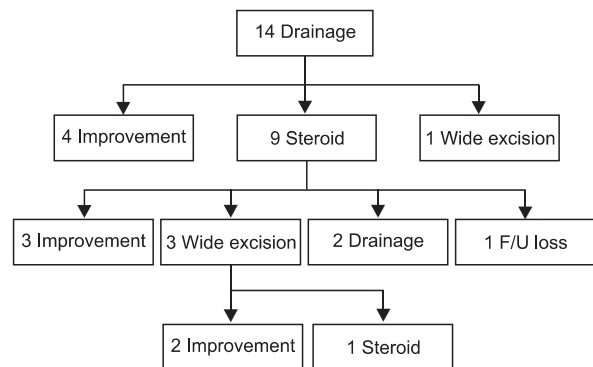 14 Drainage
4 Improvement
9 Steroid
1 Wide excision
3 Improvement
3 Wide excision
2 Drainage
1 F/U loss
2 Improvement
1 Steroid